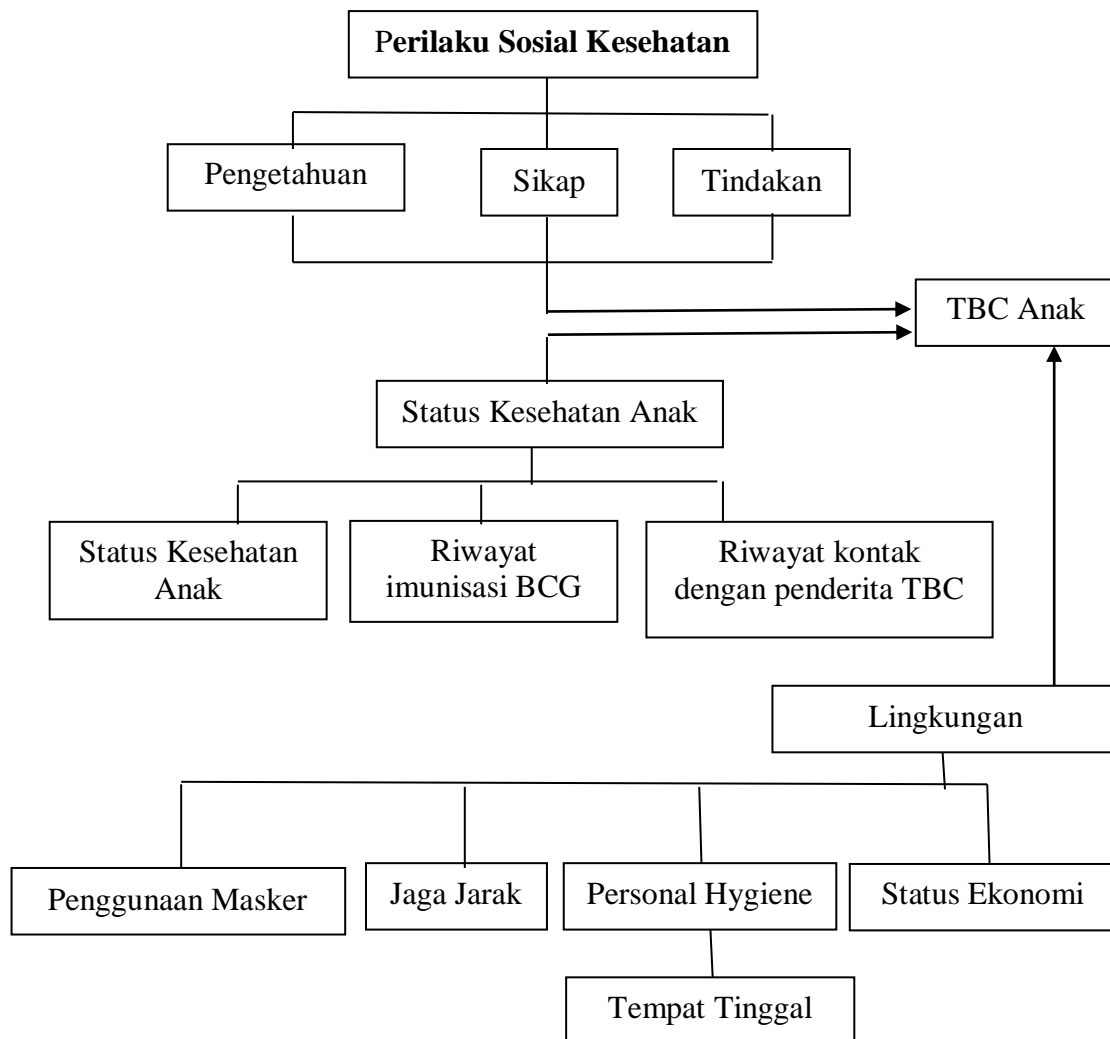 Perilaku Sosial Kesehatan
Pengetahuan
Sikap
Tindakan
TBC Anak
Status Kesehatan Anak
Status Kesehatan
Anak
Riwayat
imunisasi BCG
Riwayat kontak
dengan penderita TBC
Lingkungan
Penggunaan Masker
Jaga Jarak
Personal Hygiene
Status Ekonomi
Tempat Tinggal